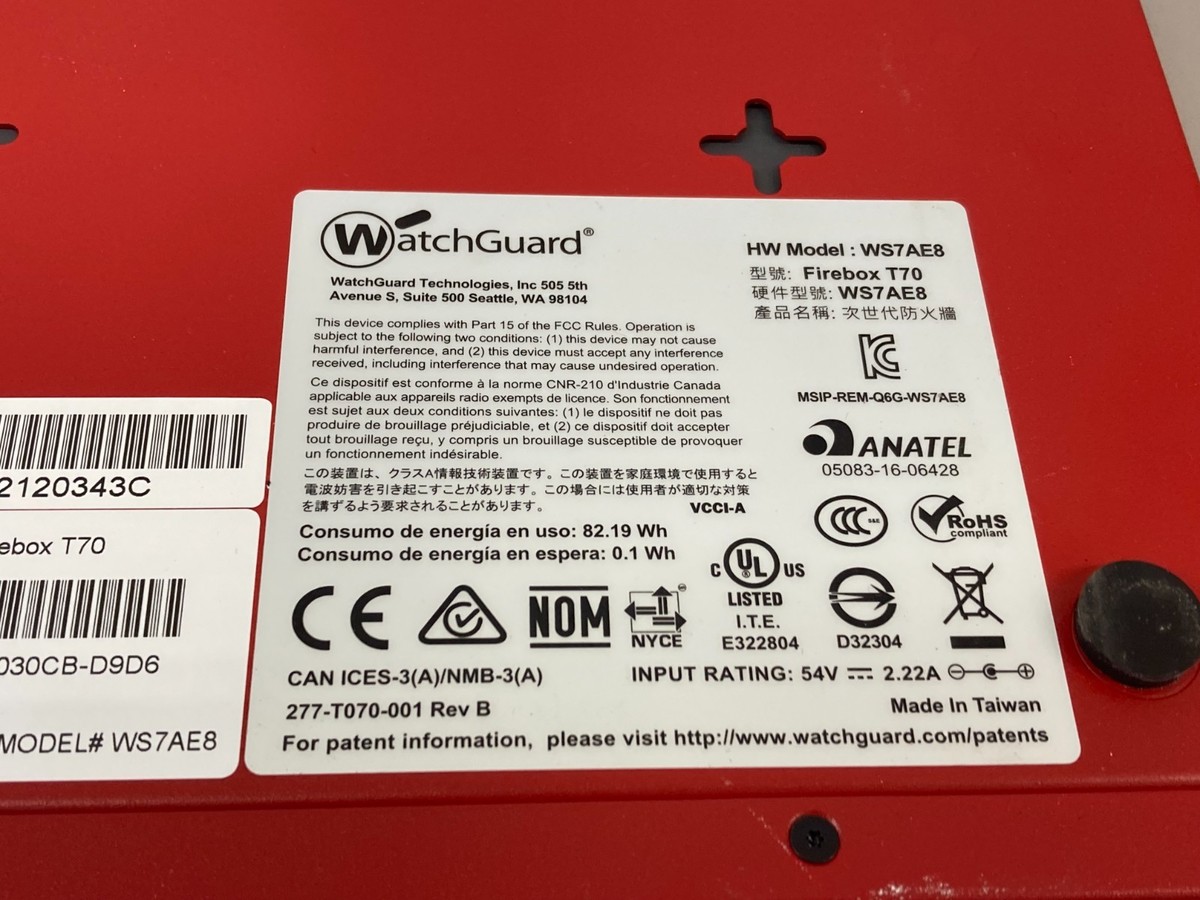 WatchGuard®
WatchGuard Technologies, Inc 505 5th
Avenue S, Suite 500 Seattle, WA 98104
This device complies with Part 15 of the FCC Rules. Operation is
subject to the following two conditions: (1) this device may not cause
harmful interference, and (2) this device must accept any interference
received, including interference that may cause undesired operation.
Ce dispositif est conforme à la norme CNR-210 d'Industrie Canada
applicable aux appareils radio exempts de licence. Son fonctionnement
est sujet aux deux conditions suivantes: (1) le dispositif ne doit pas
produire de brouillage préjudiciable, et (2) ce dispositif doit accepter
tout brouillage reçu, y compris un brouillage susceptible de provoquer
un fonctionnement indésirable.
この装置は、クラスA情報技術装置です。この装置を家庭環境で使用すると
電波妨害を引き起こすことがあります。この場合には使用者が適切な対策
を講ずるよう要求されることがあります。
VCCI-A
Consumo de energía en uso: 82.19 Wh
Consumo de energía en espera: 0.1 Wh
HW Model : WS7AE8
型號: Firebox T70
硬件型號: WS7AE8
產品名稱: 次世代防火牆
MSIP-REM-Q6G-WS7AE8
ANATEL
05083-16-06428
CCC S&E
RoHS
compliant
CE
NOM
NYCE
C UL® US
LISTED
I.T.E.
E322804
D32304
CAN ICES-3(A)/NMB-3(A)
INPUT RATING: 54V 2.22A
277-T070-001 Rev B
Made In Taiwan
For patent information, please visit http://www.watchguard.com/patents
2120343C
ebox T70
030CB-D9D6
MODEL# WS7AE8